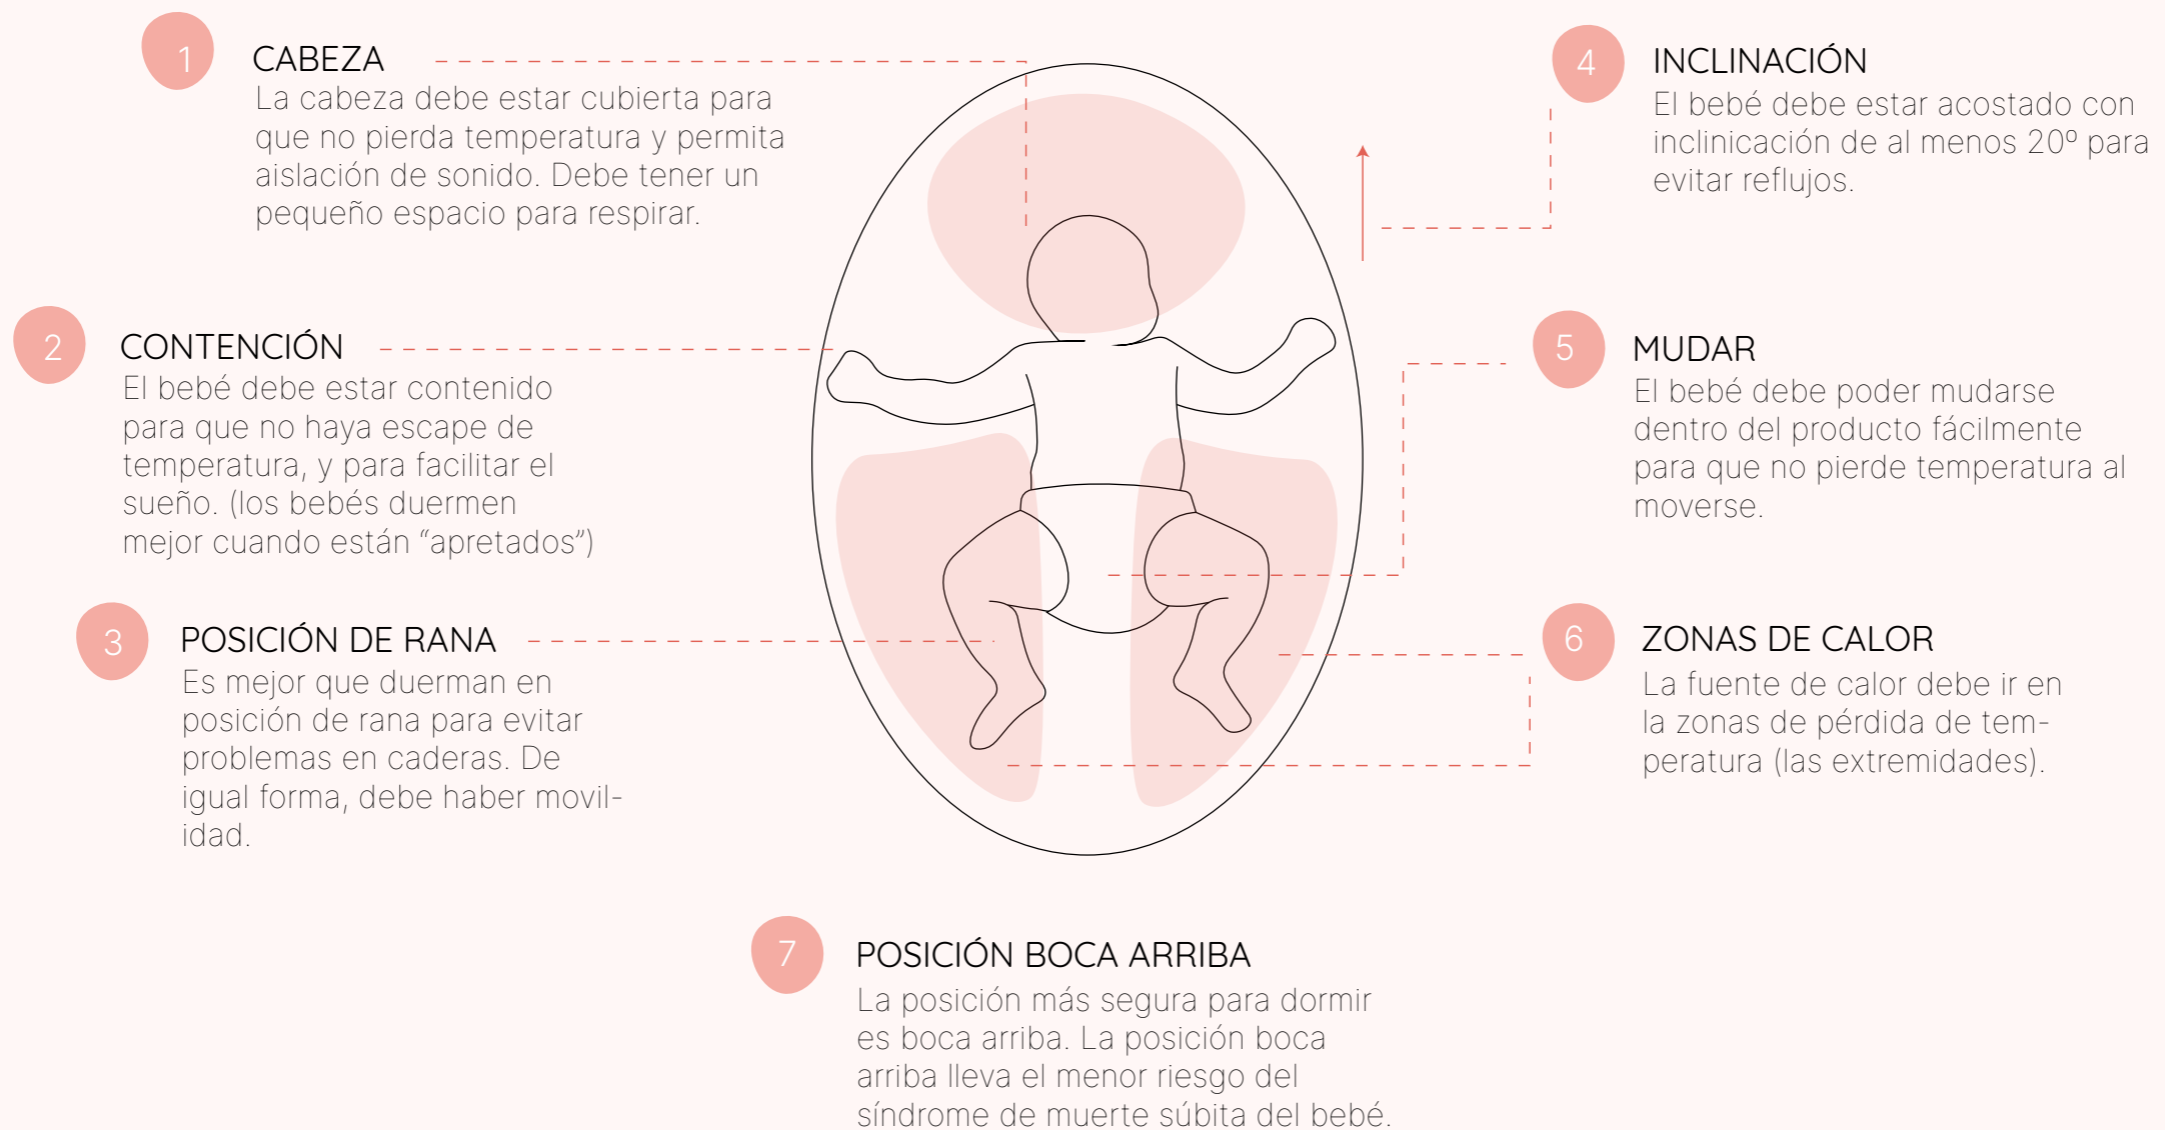 1
CABEZA
La cabeza debe estar cubierta para
que no pierda temperatura y permita
aislación de sonido. Debe tener un
pequeño espacio para respirar.
2
CONTENCIÓN
El bebé debe estar contenido
para que no haya escape de
temperatura, y para facilitar el
sueño. (los bebés duermen
mejor cuando están “apretados”)
3
POSICIÓN DE RANA
Es mejor que duerman en
posición de rana para evitar
problemas en caderas. De
igual forma, debe haber movil-
idad.
4
INCLINACIÓN
El bebé debe estar acostado con
inclinicación de al menos 20º para
evitar reflujos.
5
MUDAR
El bebé debe poder mudarse
dentro del producto fácilmente
para que no pierde temperatura al
moverse.
6
ZONAS DE CALOR
La fuente de calor debe ir en
la zonas de pérdida de tem-
peratura (las extremidades).
7
POSICIÓN BOCA ARRIBA
La posición más segura para dormir
es boca arriba. La posición boca
arriba lleva el menor riesgo del
síndrome de muerte súbita del bebé.